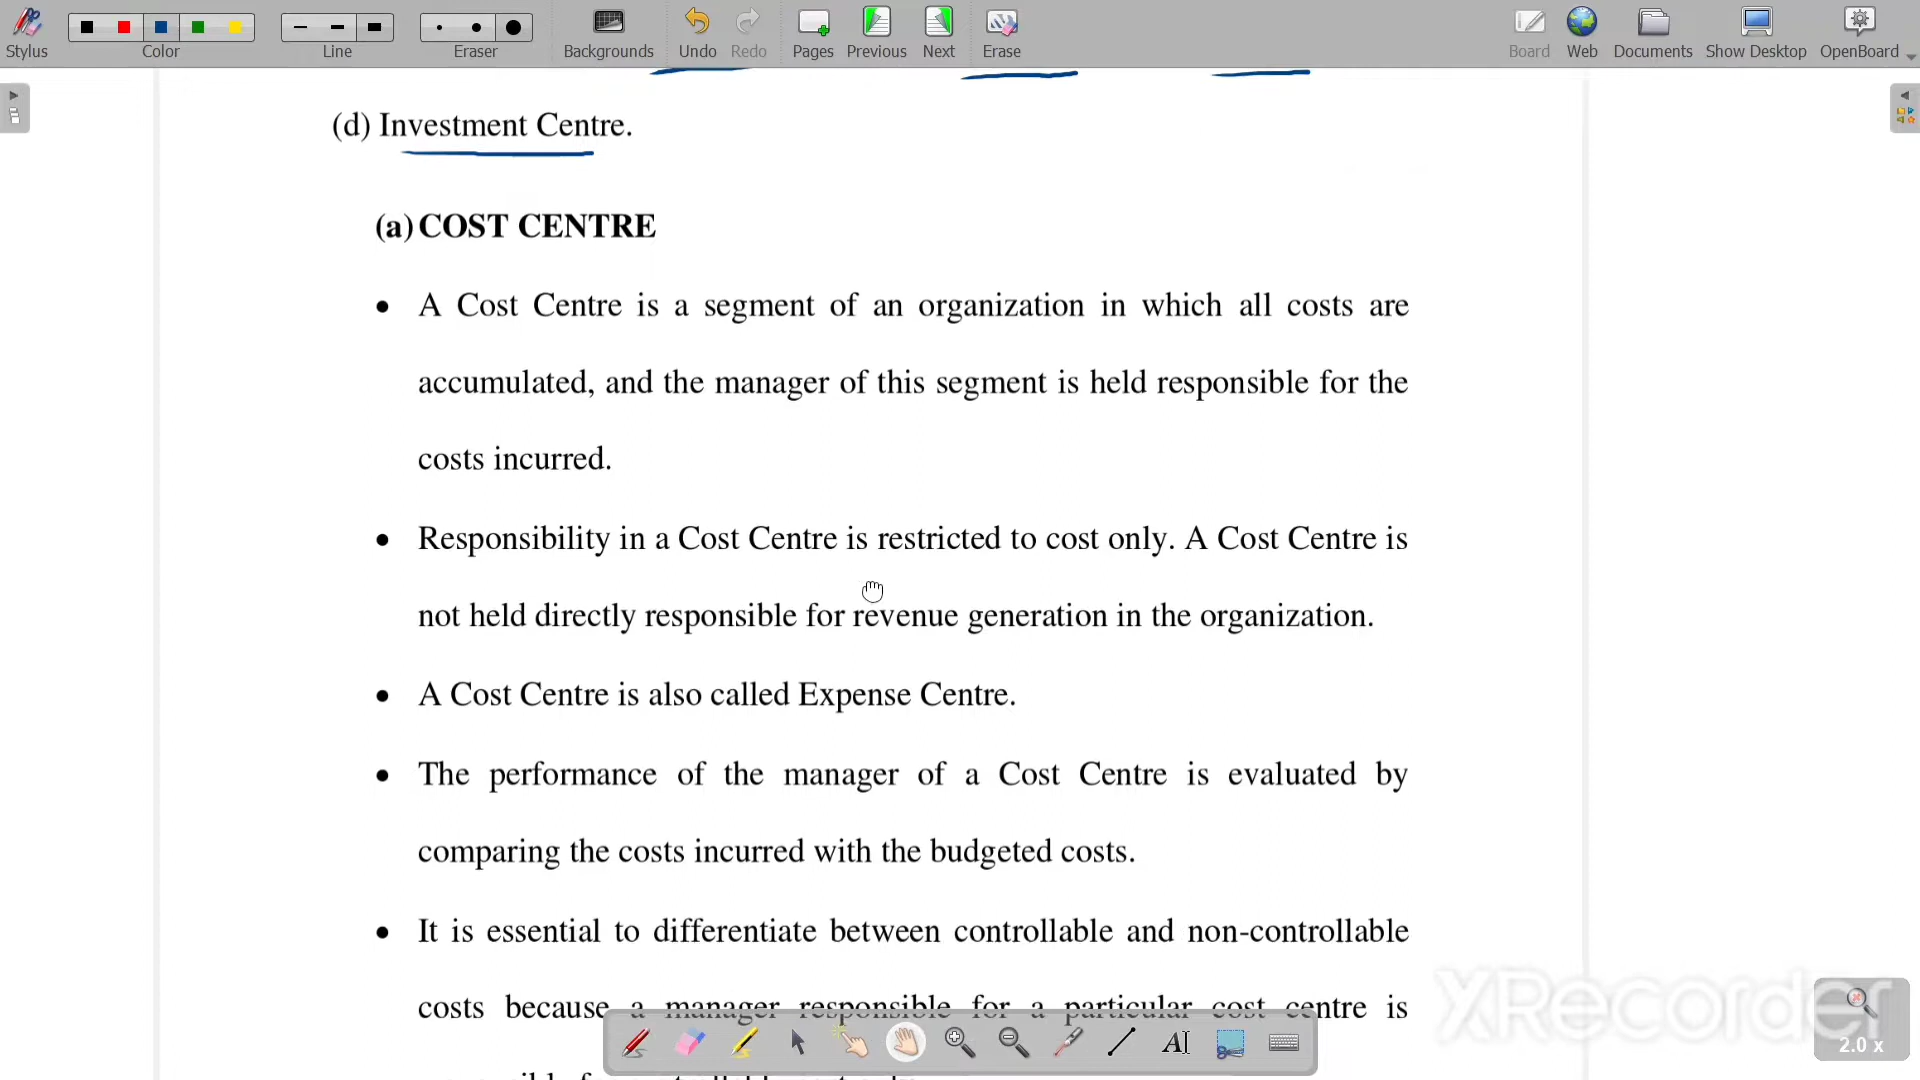 Stylus Color Line Eraser Backgrounds Undo Redo Pages Previous Next Erase Board Web Documents Show Desktop OpenBoard
(d) Investment Centre.
(a) COST CENTRE
• A Cost Centre is a segment of an organization in which all costs are
accumulated, and the manager of this segment is held responsible for the
costs incurred.
• Responsibility in a Cost Centre is restricted to cost only. A Cost Centre is
not held directly responsible for revenue generation in the organization.
• A Cost Centre is also called Expense Centre.
• The performance of the manager of a Cost Centre is evaluated by
comparing the costs incurred with the budgeted costs.
• It is essential to differentiate between controllable and non-controllable
costs because a manager responsible for a particular cost centre is
XRecorder
2.0 x